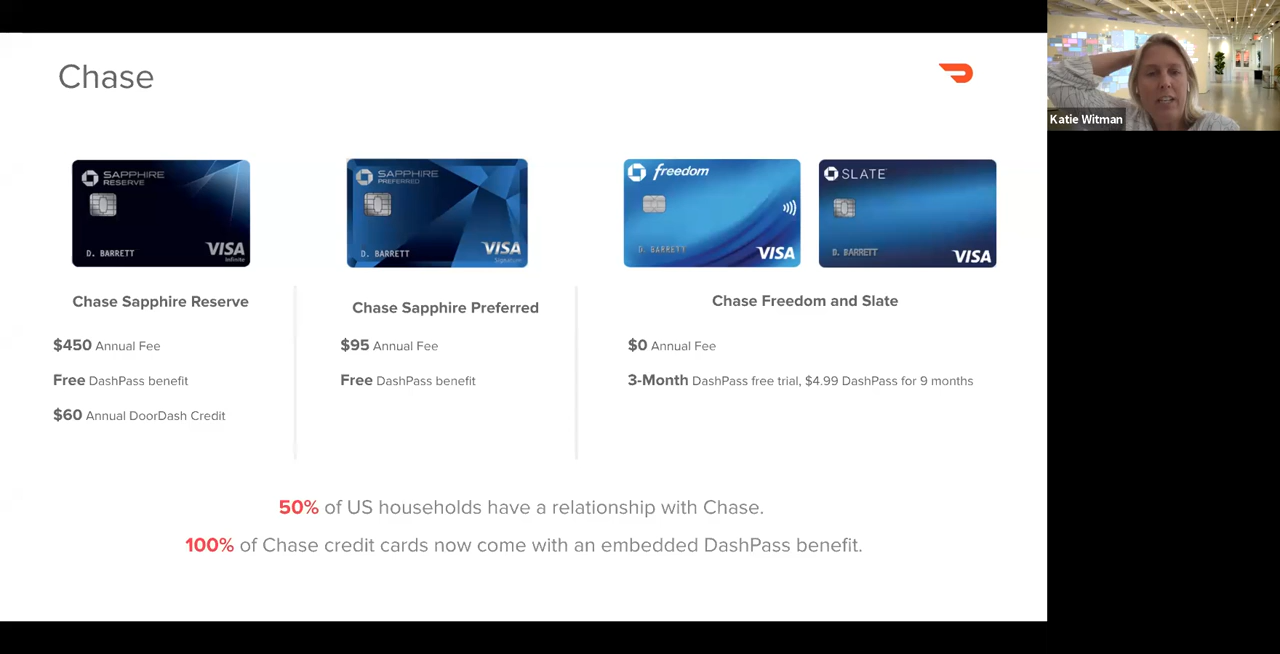 Chase
Katie Witman
SAPPHIRE
RESERVE
D. BARRETT
VISA
Infinite
SAPPHIRE
PREFERRED
D. BARRETT
VISA
Signature
freedom
D. BARRETT
VISA
SLATE
D. BARRETT
VISA
Chase Sapphire Reserve
$450 Annual Fee
Free DashPass benefit
$60 Annual DoorDash Credit
Chase Sapphire Preferred
$95 Annual Fee
Free DashPass benefit
Chase Freedom and Slate
$0 Annual Fee
3-Month DashPass free trial, $4.99 DashPass for 9 months
50% of US households have a relationship with Chase.
100% of Chase credit cards now come with an embedded DashPass benefit.